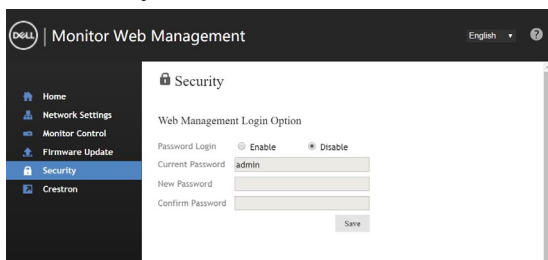 DELL | Monitor Web Management English
Home
Network Settings
Monitor Control
Firmware Update
Security
Crestron
Security
Web Management Login Option
Password Login Enable Disable
Current Password admin
New Password
Confirm Password
Save